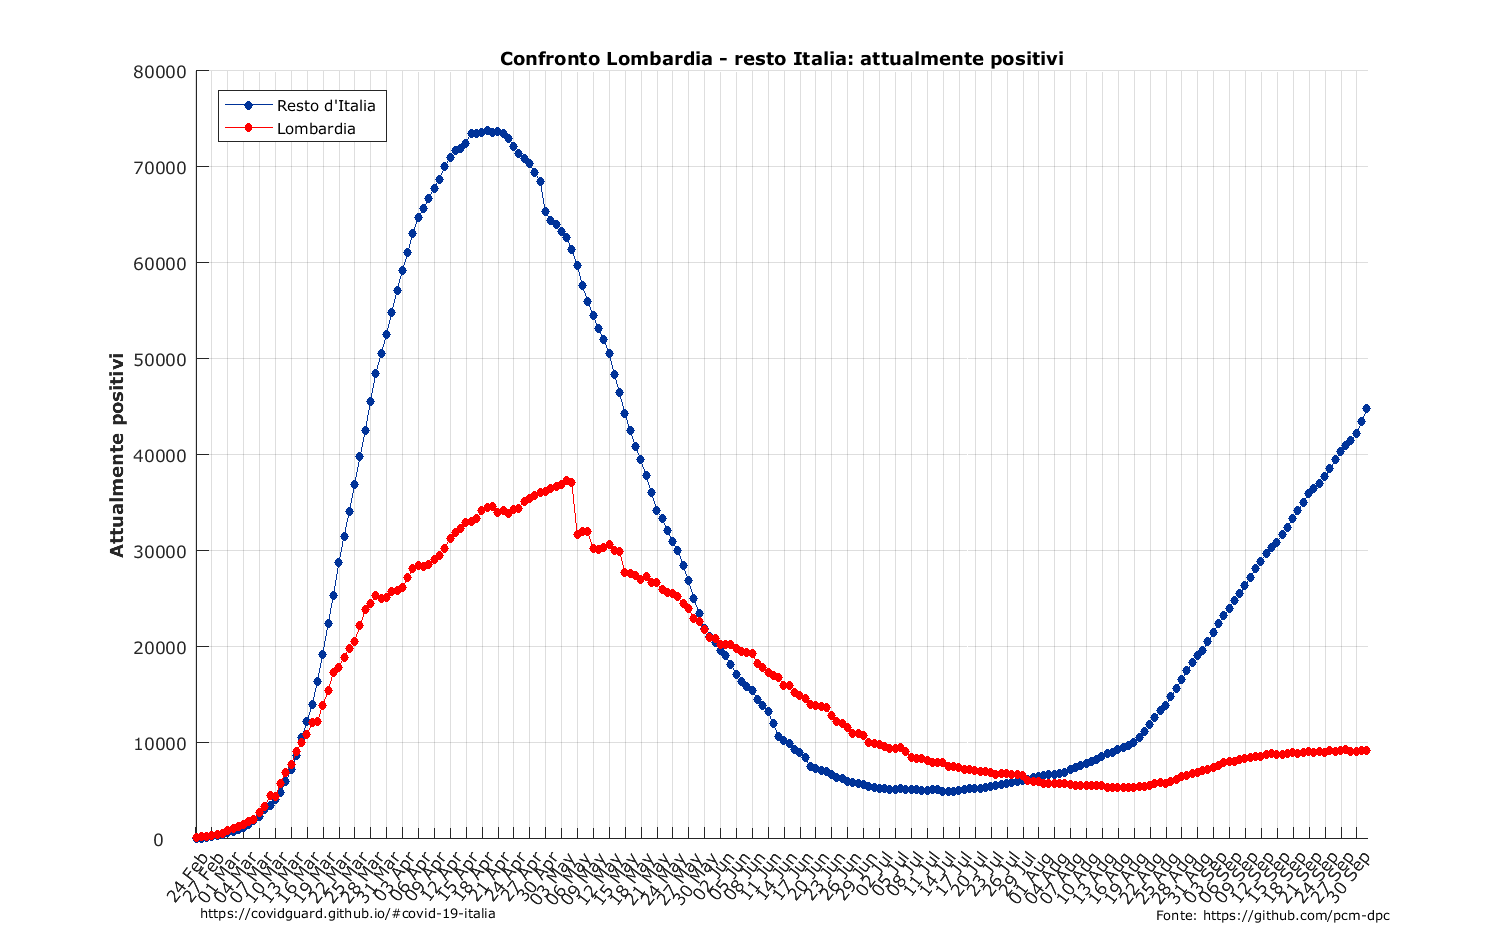 Confronto Lombardia - resto Italia: attualmente positivi
Resto d'Italia
Lombardia
Attualmente positivi
80000
70000
60000
50000
40000
30000
20000
10000
0
24 Feb
27 Feb
01 Mar
04 Mar
07 Mar
10 Mar
13 Mar
16 Mar
19 Mar
22 Mar
25 Mar
28 Mar
31 Mar
03 Apr
06 Apr
09 Apr
12 Apr
15 Apr
18 Apr
21 Apr
24 Apr
27 Apr
30 Apr
03 May
06 May
09 May
12 May
15 May
18 May
21 May
24 May
27 May
30 May
02 Jun
05 Jun
08 Jun
11 Jun
14 Jun
17 Jun
20 Jun
23 Jun
26 Jun
29 Jun
02 Jul
05 Jul
08 Jul
11 Jul
14 Jul
17 Jul
20 Jul
23 Jul
26 Jul
29 Jul
01 Aug
04 Aug
07 Aug
10 Aug
13 Aug
16 Aug
19 Aug
22 Aug
25 Aug
28 Aug
31 Aug
03 Sep
06 Sep
09 Sep
12 Sep
15 Sep
18 Sep
21 Sep
24 Sep
27 Sep
30 Sep
https://covidguard.github.io/#covid-19-italia
Fonte: https://github.com/pcm-dpc